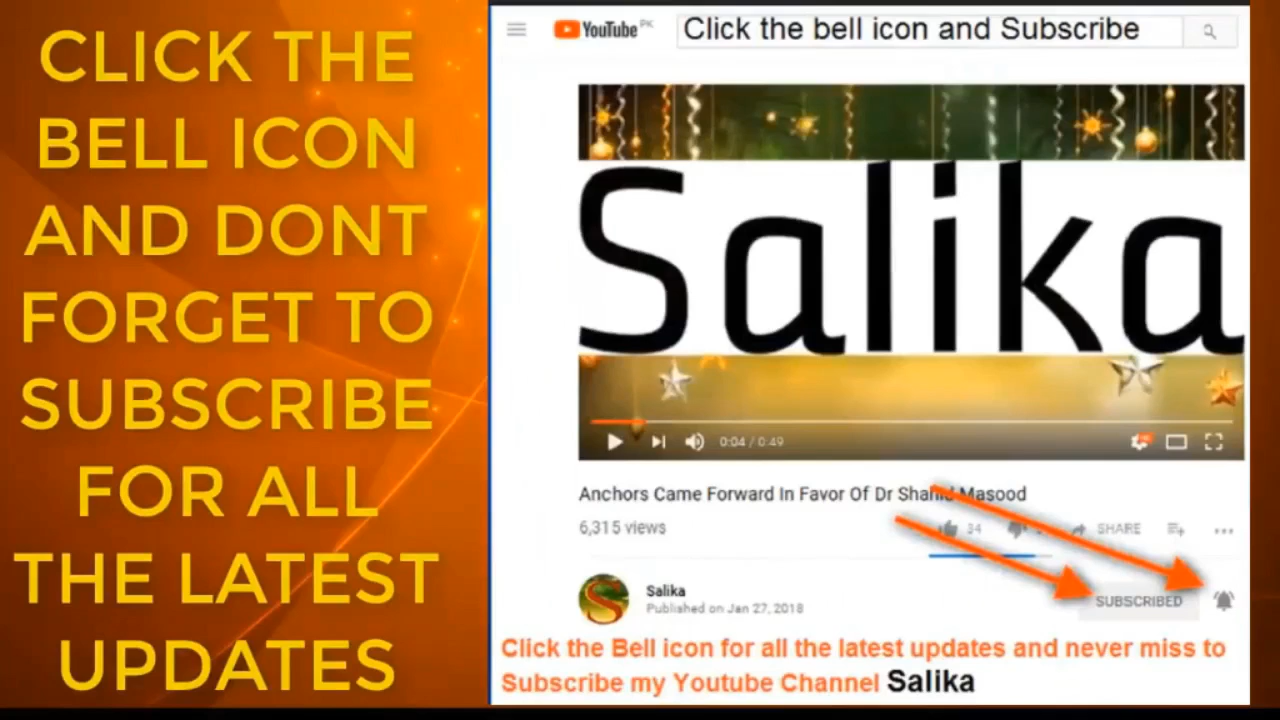 CLICK THE
BELL ICON
AND DONT
FORGET TO
SUBSCRIBE
FOR ALL
THE LATEST
UPDATES
YouTube PK
Click the bell icon and Subscribe
Salika
0:04 / 0:49
Anchors Came Forward In Favor Of Dr Shahid Masood
6,315 views
34
SHARE
Salika
Published on Jan 27, 2018
SUBSCRIBED
Click the Bell icon for all the latest updates and never miss to
Subscribe my Youtube Channel Salika